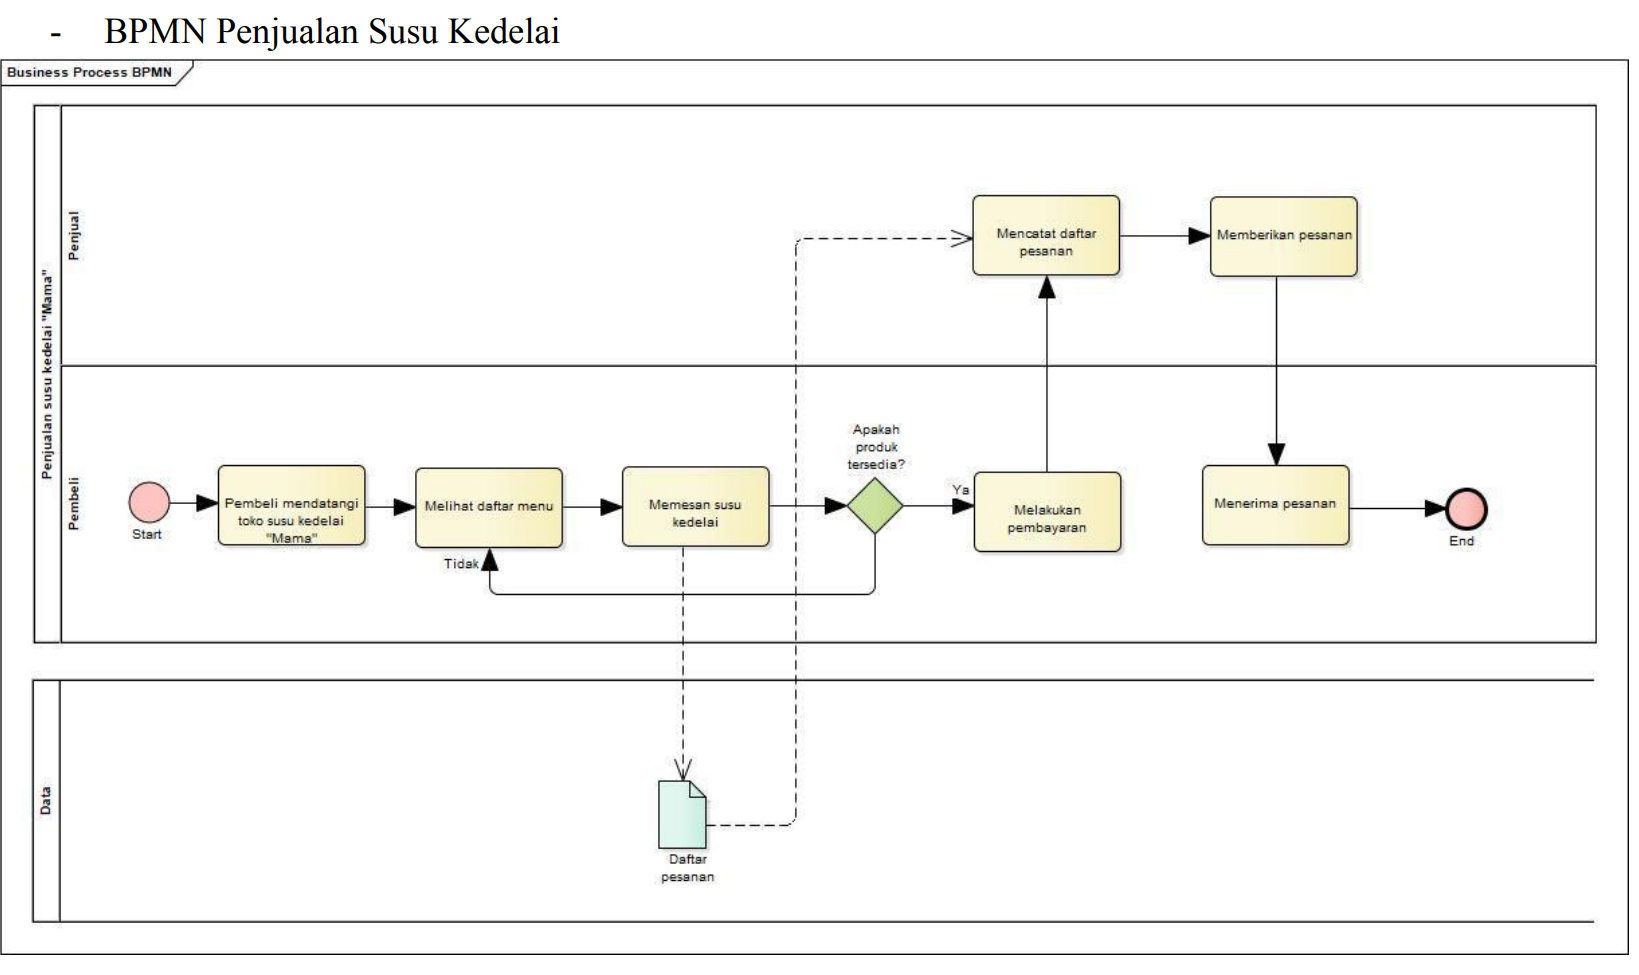 - BPMN Penjualan Susu Kedelai
Business Process BPMN
Penjualan susu kedelai "Mama"
Penjual
Mencatat daftar
pesanan
Memberikan pesanan
Pembeli
Start
Pembeli mendatangi
toko susu kedelai
"Mama"
Melihat daftar menu
Tidak
Memesan susu
kedelai
Apakah
produk
tersedia?
Ya
Melakukan
pembayaran
Menerima pesanan
End
Data
Daftar
pesanan